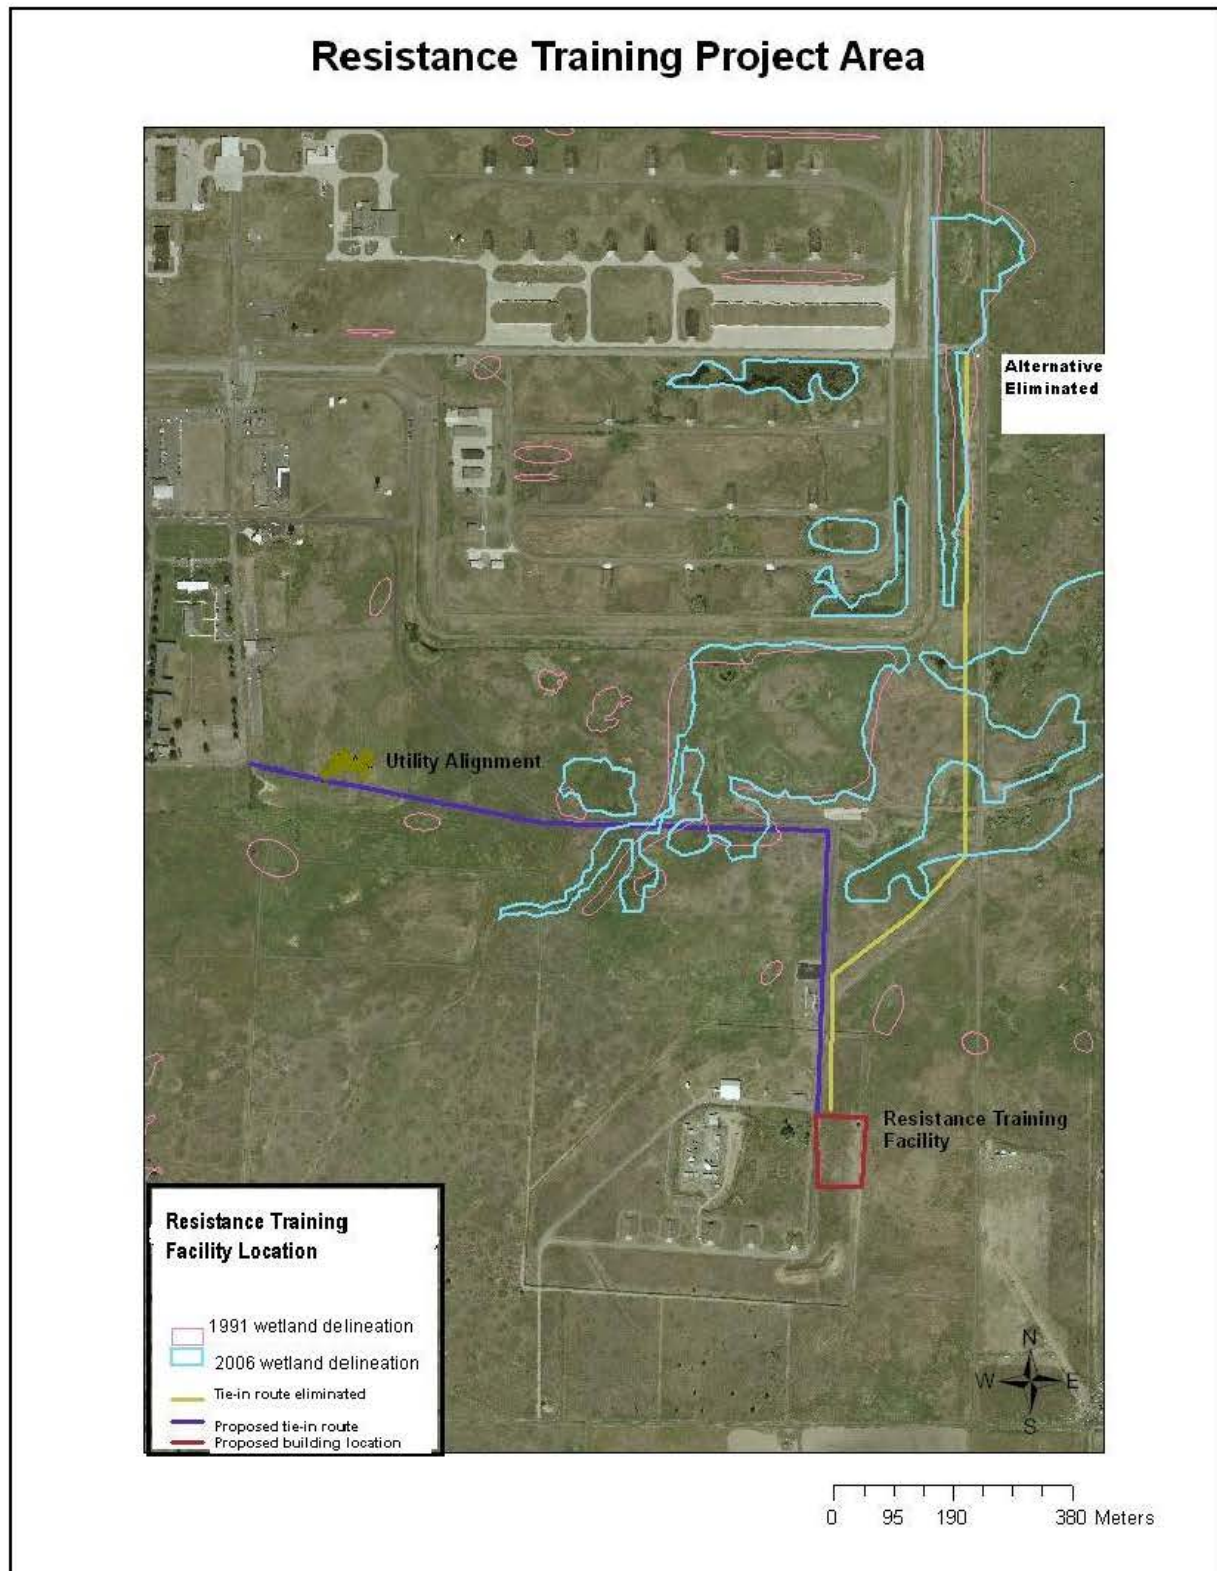 Resistance Training Project Area
Alternative
Eliminated
Utility Alignment
Resistance Training
Facility
Resistance Training
Facility Location
1991 wetland delineation
2006 wetland delineation
Tie-in route eliminated
Proposed tie-in route
Proposed building location
N
W E
S
0 95 190 380 Meters